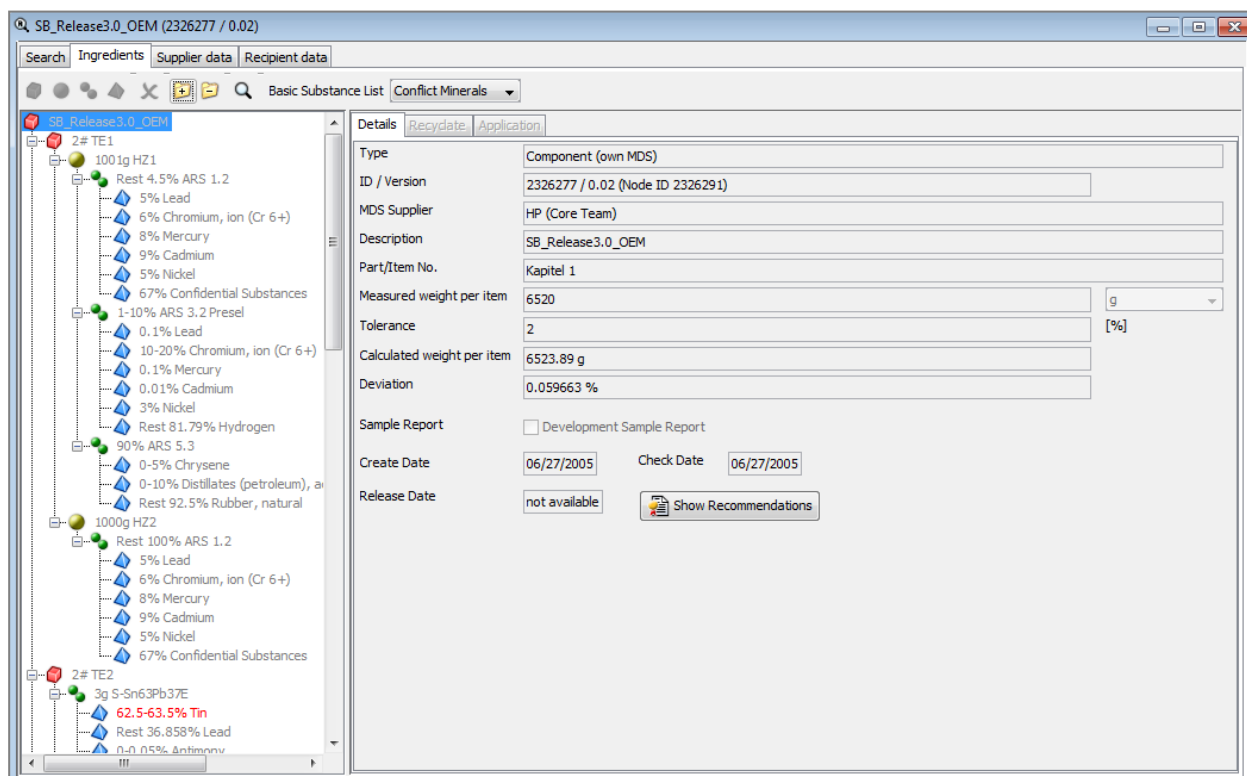 SB_Release3.0_OEM (2326277 / 0.02)
Search Ingredients Supplier data Recipient data
Basic Substance List Conflict Minerals
SB_Release3.0_OEM
2# TE1
1001g HZ1
Rest 4.5% ARS 1.2
5% Lead
6% Chromium, ion (Cr 6+)
8% Mercury
9% Cadmium
5% Nickel
67% Confidential Substances
1-10% ARS 3.2 Presel
0.1% Lead
10-20% Chromium, ion (Cr 6+)
0.1% Mercury
0.01% Cadmium
3% Nickel
Rest 81.79% Hydrogen
90% ARS 5.3
0-5% Chrysene
0-10% Distillates (petroleum), a
Rest 92.5% Rubber, natural
1000g HZ2
Rest 100% ARS 1.2
5% Lead
6% Chromium, ion (Cr 6+)
8% Mercury
9% Cadmium
5% Nickel
67% Confidential Substances
2# TE2
3g S-Sn63Pb37E
62.5-63.5% Tin
Rest 36.858% Lead
0-0.05% Antimony
Details Recyclate Application
Type Component (own MDS)
ID / Version 2326277 / 0.02 (Node ID 2326291)
MDS Supplier HP (Core Team)
Description SB_Release3.0_OEM
Part/Item No. Kapitel 1
Measured weight per item 6520 g
Tolerance 2 [%]
Calculated weight per item 6523.89 g
Deviation 0.059663 %
Sample Report Development Sample Report
Create Date 06/27/2005 Check Date 06/27/2005
Release Date not available Show Recommendations